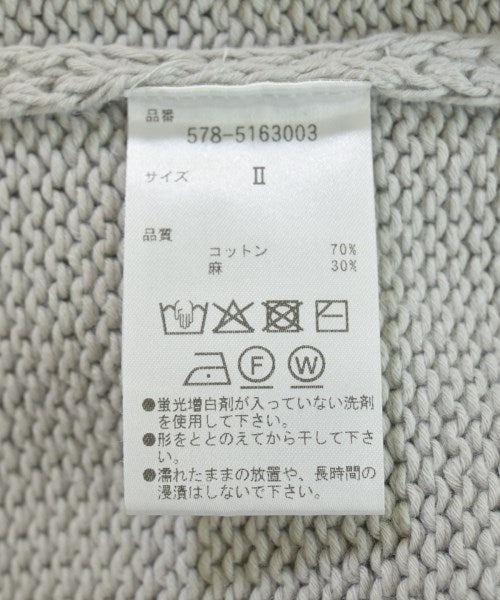 品番
578-5163003
サイズ Ⅱ
品質
コットン 70%
麻 30%
F W
●蛍光増白剤が入っていない洗剤
を使用して下さい。
●形をととのえてから干して下さ
い。
●濡れたままの放置や、長時間の
浸漬はしないで下さい。